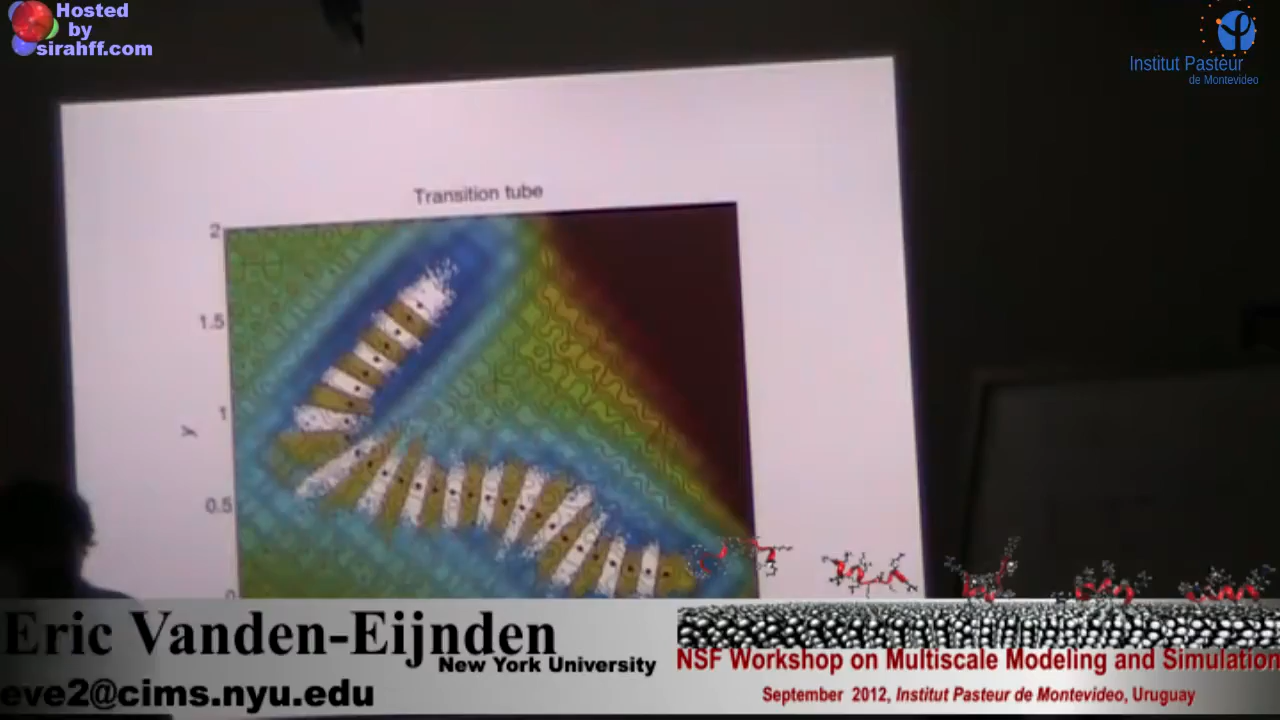 Hosted
by
sirahff.com
Institut Pasteur
de Montevideo
Transition tube
2
1.5
1
y
0.5
0
Eric Vanden-Eijnden
New York University
eve2@cims.nyu.edu
NSF Workshop on Multiscale Modeling and Simulation
September 2012, Institut Pasteur de Montevideo, Uruguay